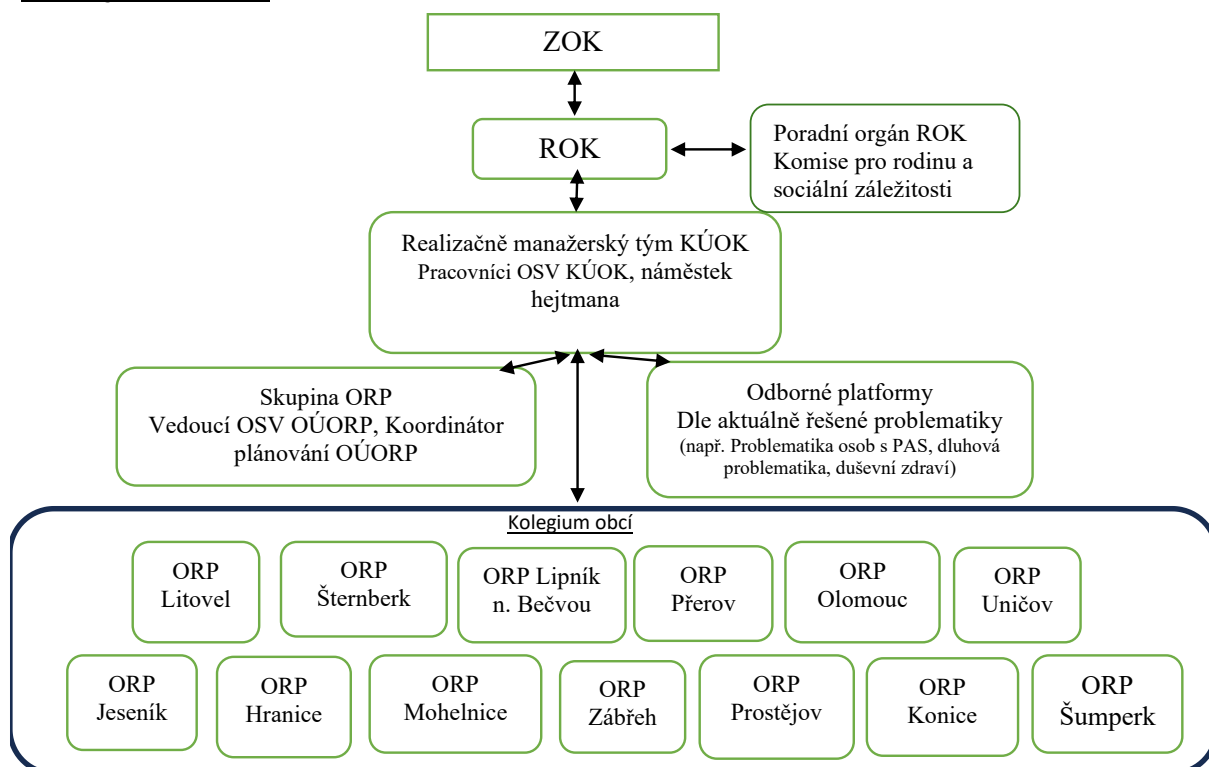 ZOK
ROK
Poradní orgán ROK
Komise pro rodinu a
sociální záležitosti
Realizačně manažerský tým KÚOK
Pracovníci OSV KÚOK, náměstek
hejtmana
Skupina ORP
Vedoucí OSV OÚORP, Koordinátor
plánování OÚORP
Odborné platformy
Dle aktuálně řešené problematiky
(např. Problematika osob s PAS, dluhová
problematika, duševní zdraví)
Kolegium obcí
ORP
Litovel
ORP
Šternberk
ORP Lipník
n. Bečvou
ORP
Přerov
ORP
Olomouc
ORP
Uničov
ORP
Jeseník
ORP
Hranice
ORP
Mohelnice
ORP
Zábřeh
ORP
Prostějov
ORP
Konice
ORP
Šumperk